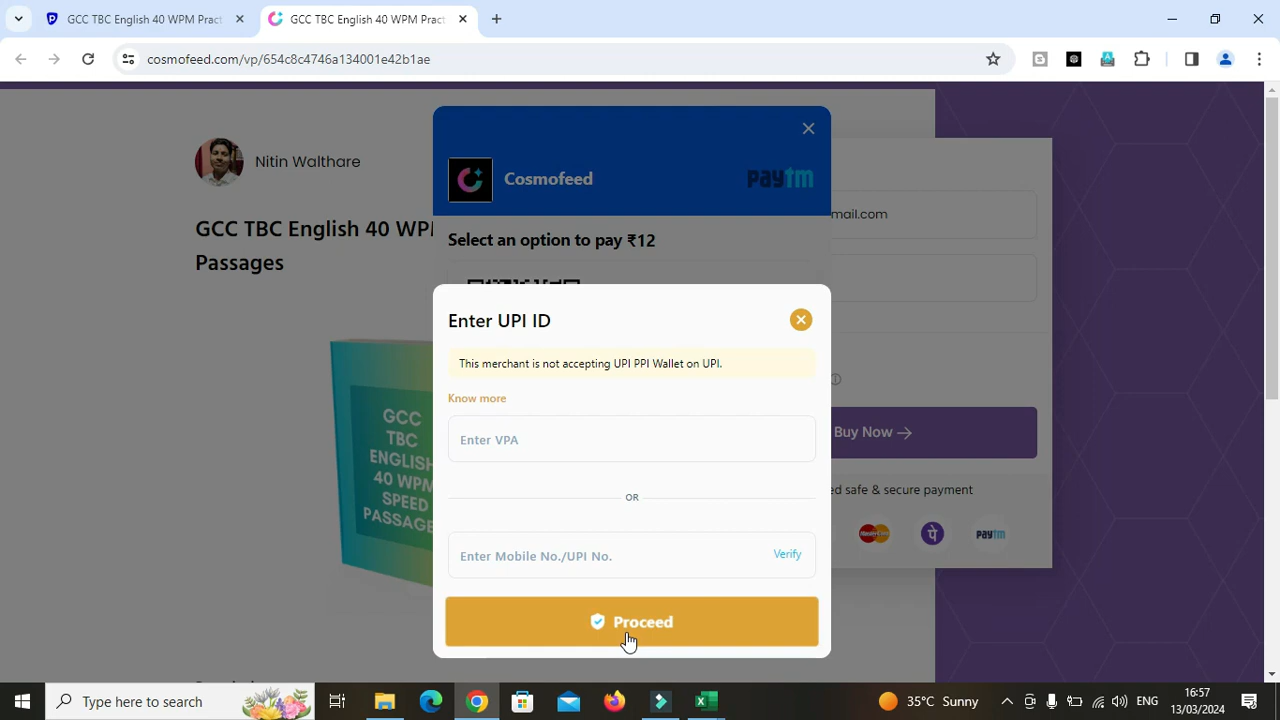 GCC TBC English 40 WPM Pract
GCC TBC English 40 WPM Pract
cosmofeed.com/vp/654c8c4746a134001e42b1ae
Nitin Walthare
GCC TBC English 40 WPM
Passages
GCC
TBC
ENGLISH
40 WPM
SPEED
PASSAGES
Cosmofeed
paytm
Select an option to pay ₹12
Enter UPI ID
This merchant is not accepting UPI PPI Wallet on UPI.
Know more
Enter VPA
OR
Enter Mobile No./UPI No.
Verify
Proceed
mail.com
Buy Now →
safe & secure payment
MasterCard
paytm
Type here to search
35°C Sunny
ENG
16:57
13/03/2024